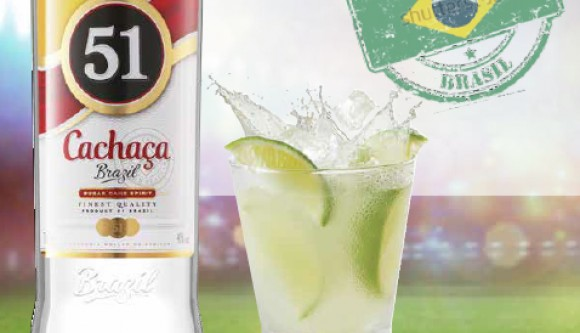 51
Cachaça
Brazil
SUGAR CANE SPIRIT
FINEST QUALITY
PRODUCT OF BRAZIL
51
Brazil
BRASIL